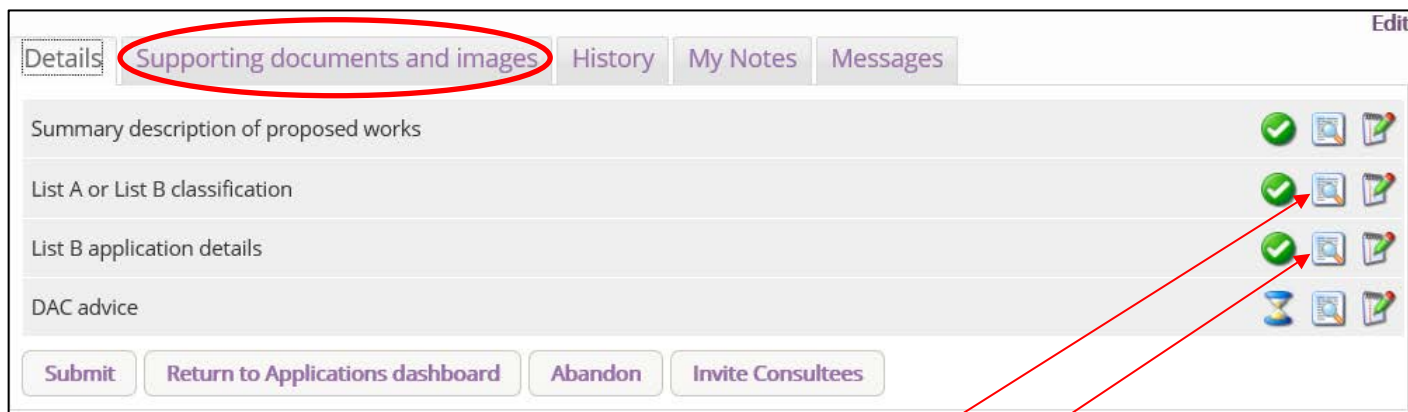 Edit
Details Supporting documents and images History My Notes Messages
Summary description of proposed works
List A or List B classification
List B application details
DAC advice
Submit Return to Applications dashboard Abandon Invite Consultees